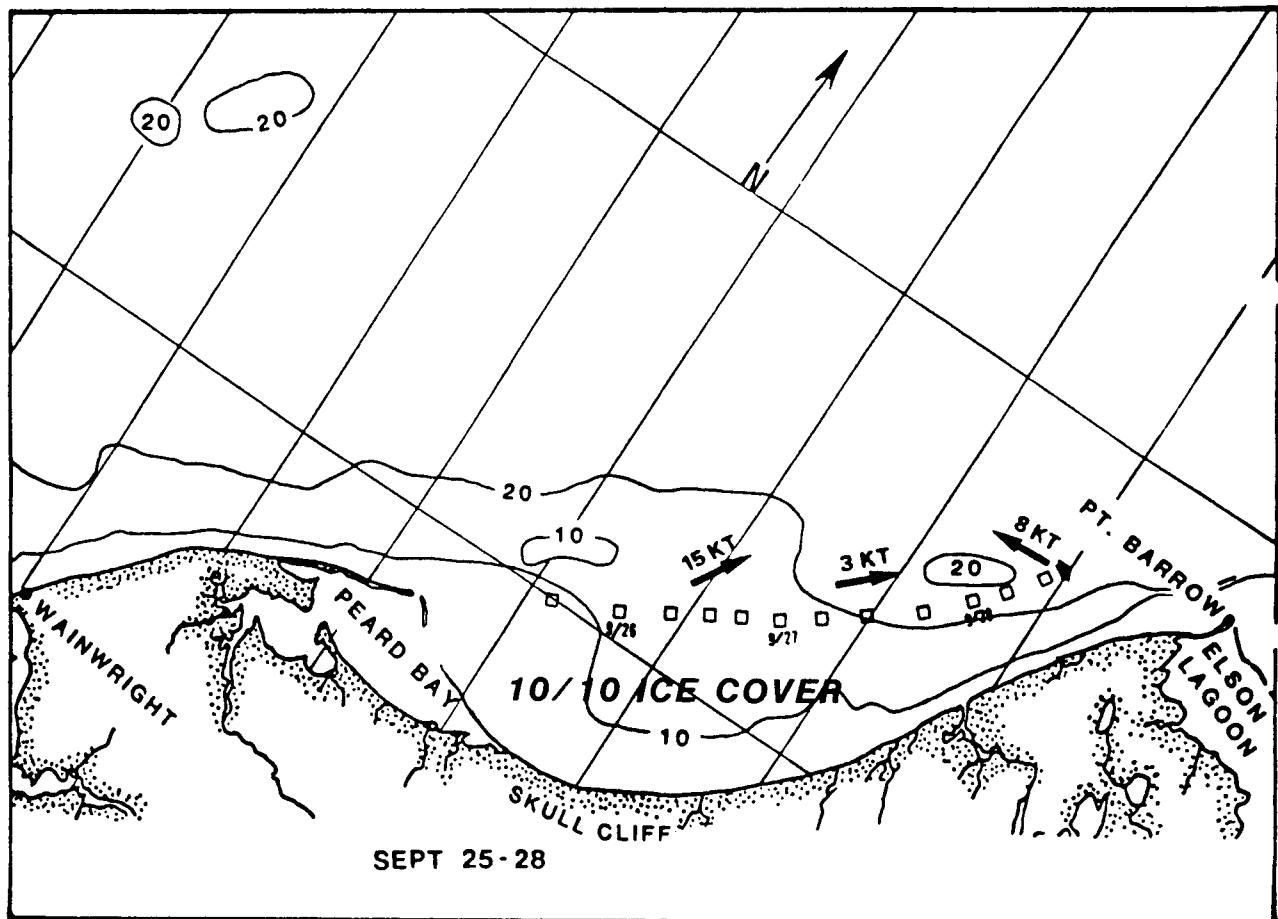 20
20
N
20
10
15 KT
3 KT
20
8 KT
PT. BARROW
WAINWRIGHT
PEARD BAY
9/26
9/27
10/10 ICE COVER
10
ELSON
LAGOON
SKULL CLIFF
SEPT 25-28